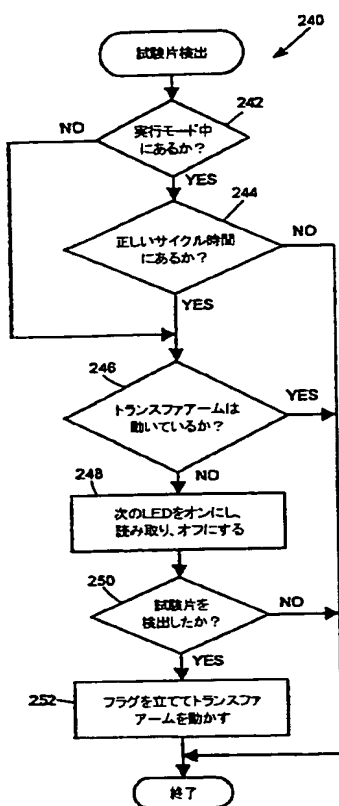 240
試験片検出
242
実行モード中
にあるか?
NO
YES
244
正しいサイクル時間
にあるか?
NO
YES
246
トランスファアームは
動いているか?
YES
NO
248
次のLEDをオンにし、
読み取り、オフにする
250
試験片を
検出したか?
NO
YES
252
フラグを立ててトランスファ
アームを動かす
終了